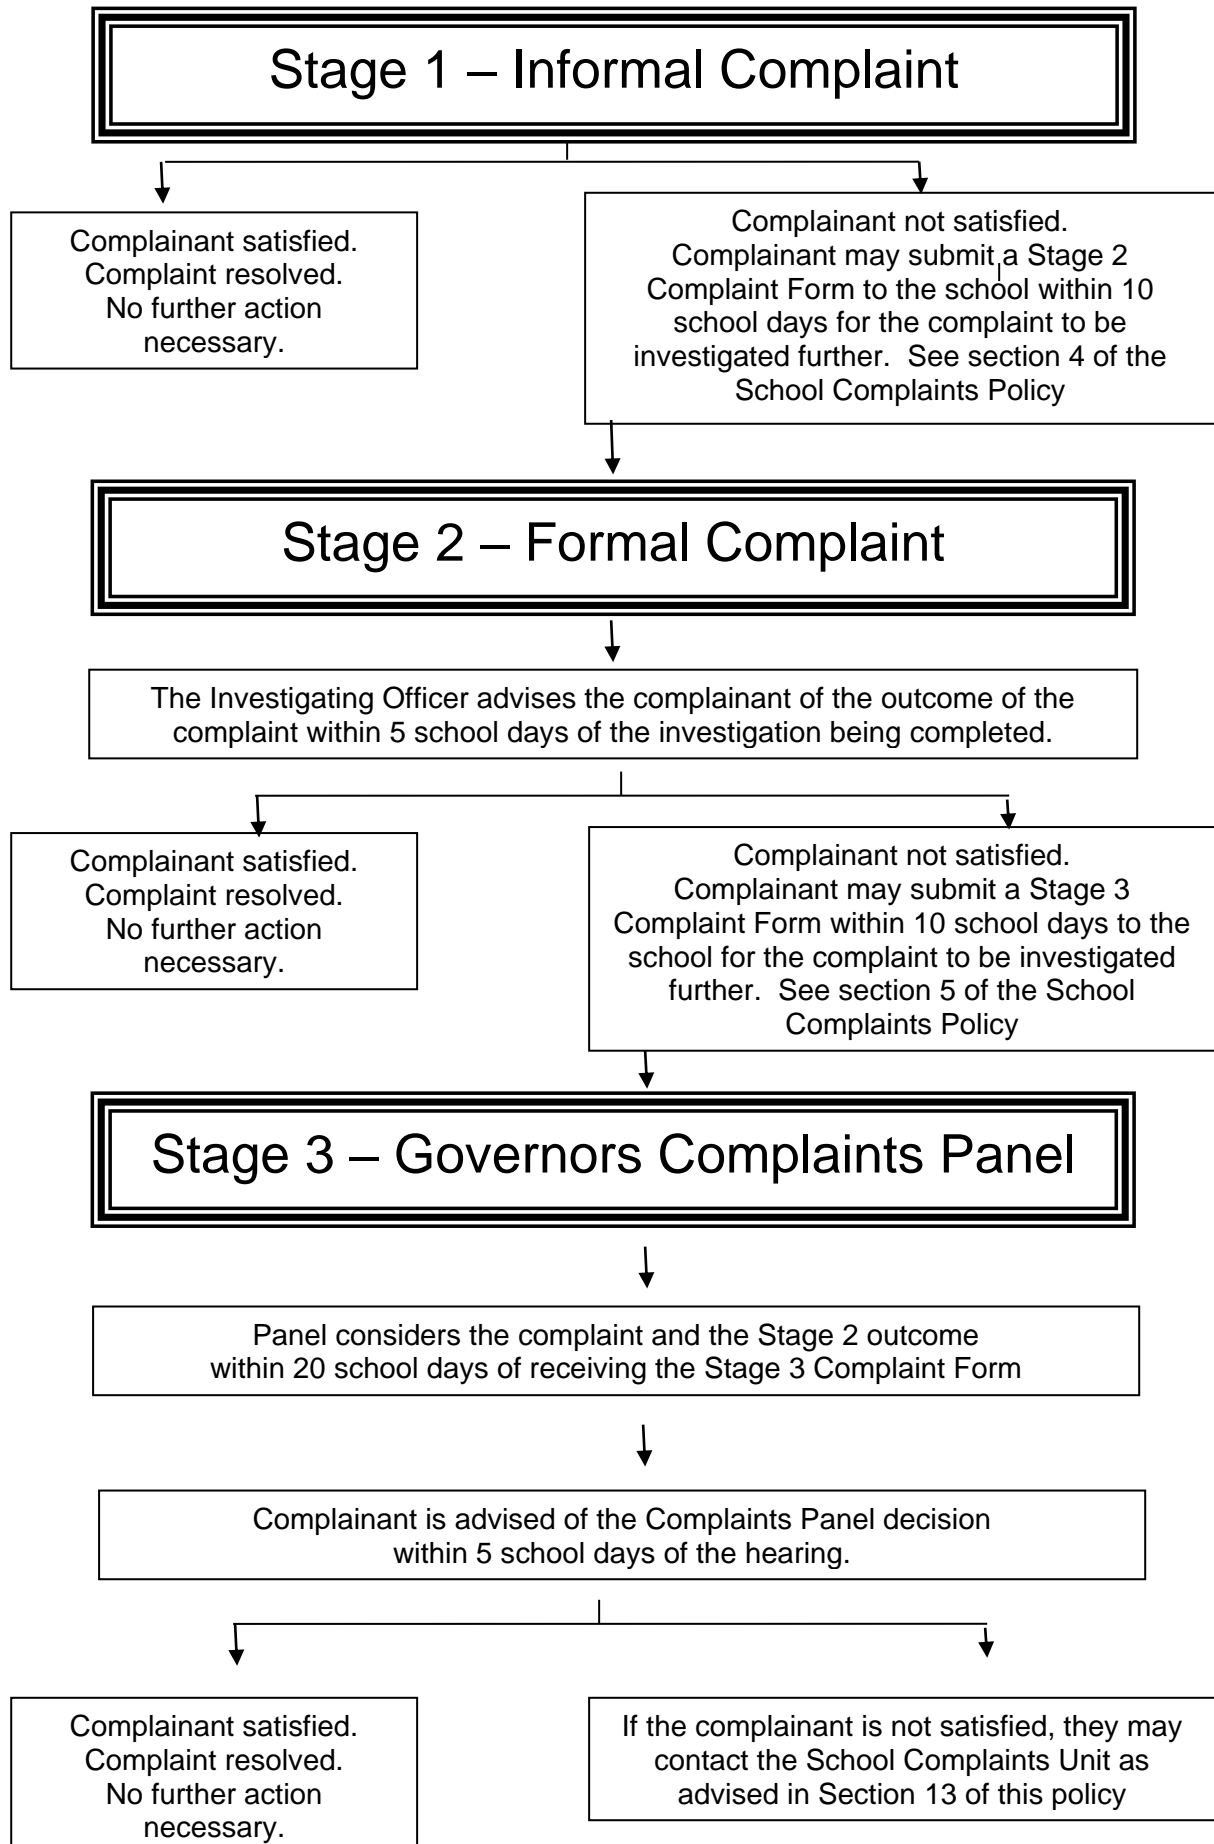 Stage 1 – Informal Complaint
Complainant satisfied.
Complaint resolved.
No further action
necessary.
Complainant not satisfied.
Complainant may submit a Stage 2
Complaint Form to the school within 10
school days for the complaint to be
investigated further.  See section 4 of the
School Complaints Policy
Stage 2 – Formal Complaint
The Investigating Officer advises the complainant of the outcome of the
complaint within 5 school days of the investigation being completed.
Complainant satisfied.
Complaint resolved.
No further action
necessary.
Complainant not satisfied.
Complainant may submit a Stage 3
Complaint Form within 10 school days to the
school for the complaint to be investigated
further.  See section 5 of the School
Complaints Policy
Stage 3 – Governors Complaints Panel
Panel considers the complaint and the Stage 2 outcome
within 20 school days of receiving the Stage 3 Complaint Form
Complainant is advised of the Complaints Panel decision
within 5 school days of the hearing.
Complainant satisfied.
Complaint resolved.
No further action
necessary.
If the complainant is not satisfied, they may
contact the School Complaints Unit as
advised in Section 13 of this policy